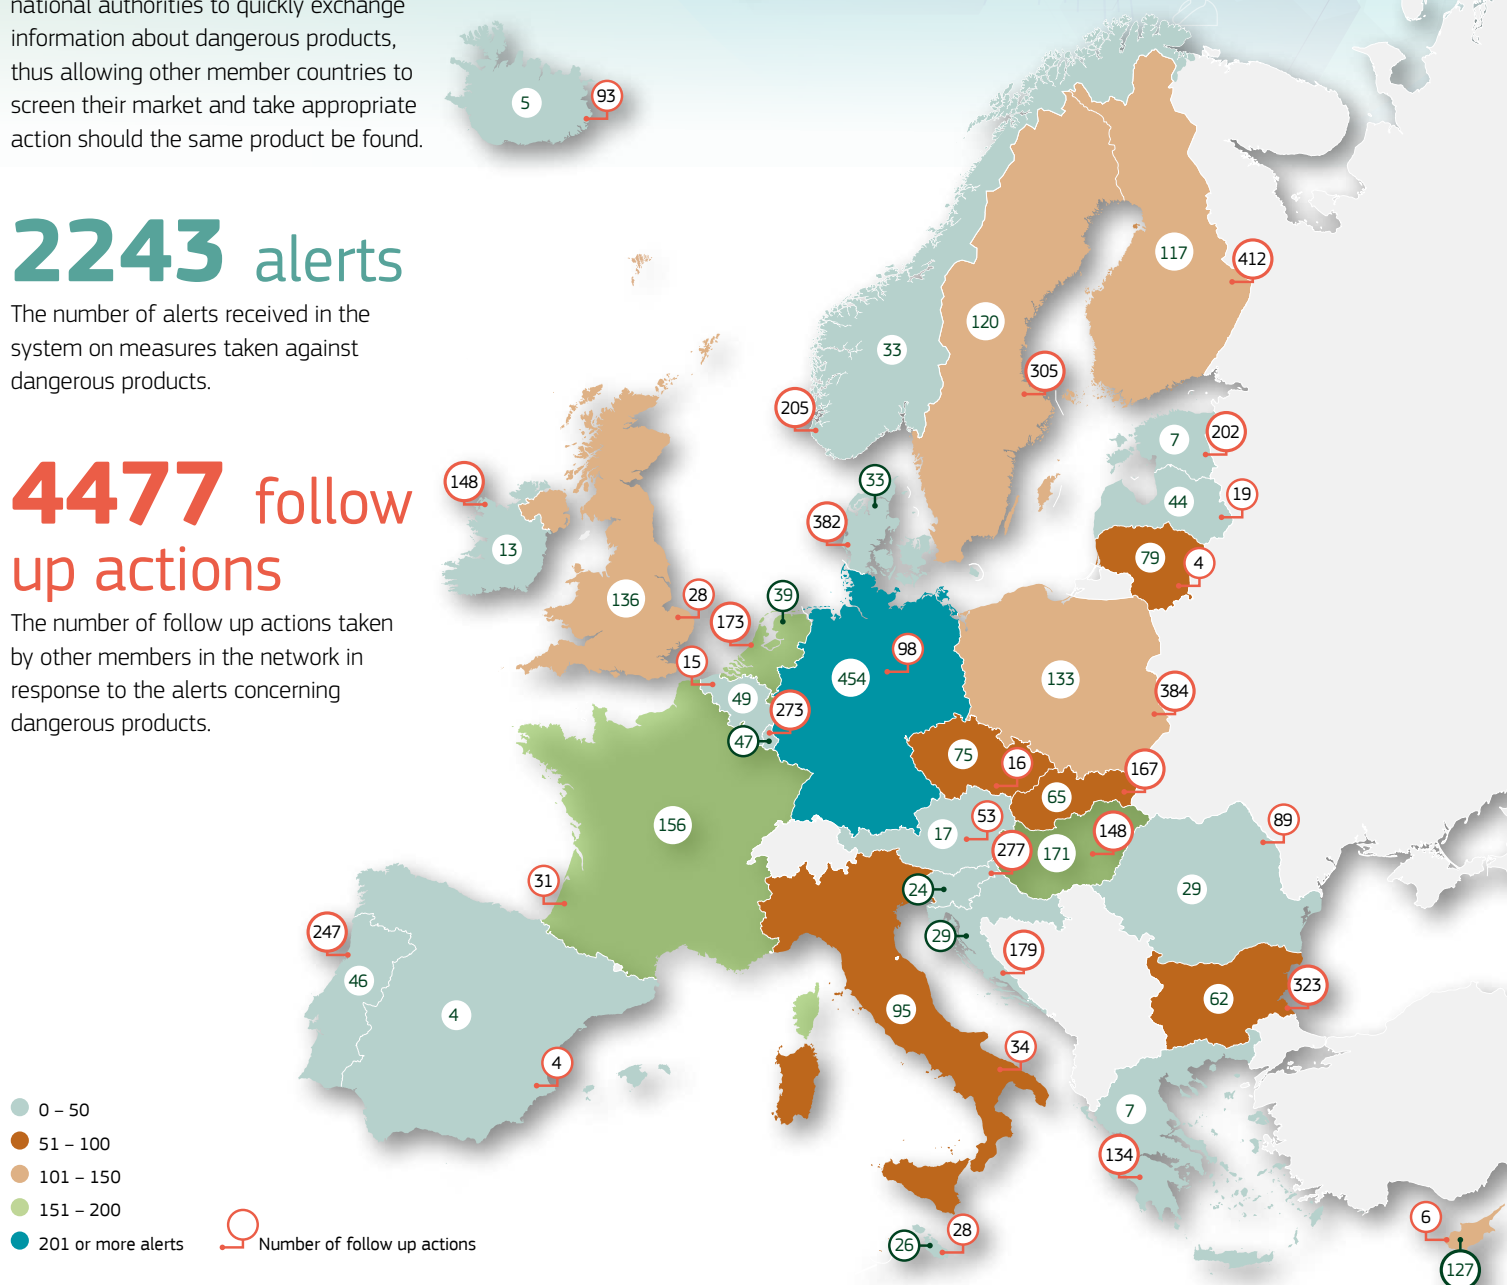 national authorities to quickly exchange
information about dangerous products,
thus allowing other member countries to
screen their market and take appropriate
action should the same product be found.
2243 alerts
The number of alerts received in the
system on measures taken against
dangerous products.
4477 follow
up actions
The number of follow up actions taken
by other members in the network in
response to the alerts concerning
dangerous products.
5
93
117
412
120
33
305
205
7
202
148
33
44
19
382
13
79
4
136
28
39
173
98
15
454
133
49
384
273
47
75
16
167
65
156
17
53
148
89
277
171
31
24
29
247
29
179
46
323
4
95
62
34
4
7
134
6
28
26
127
0 – 50
51 – 100
101 – 150
151 – 200
201 or more alerts
Number of follow up actions